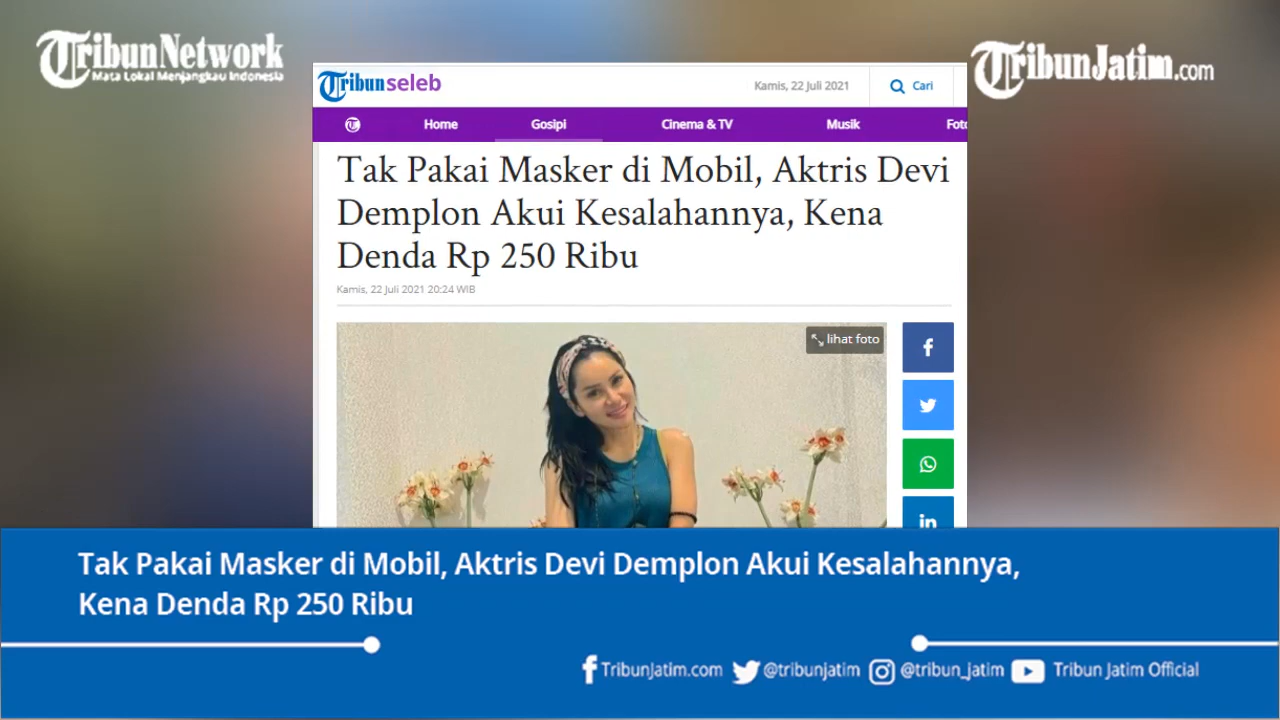 TribunNetwork
Mata Lokal Menjangkau Indonesia
TribunJatim.com
Tribunseleb
Kamis, 22 Juli 2021
Cari
Home
Gosipi
Cinema & TV
Musik
Foto
Tak Pakai Masker di Mobil, Aktris Devi
Demplon Akui Kesalahannya, Kena
Denda Rp 250 Ribu
Kamis, 22 Juli 2021 20:24 WIB
lihat foto
Tak Pakai Masker di Mobil, Aktris Devi Demplon Akui Kesalahannya,
Kena Denda Rp 250 Ribu
TribunJatim.com
@tribunjatim
@tribun_jatim
Tribun Jatim Official